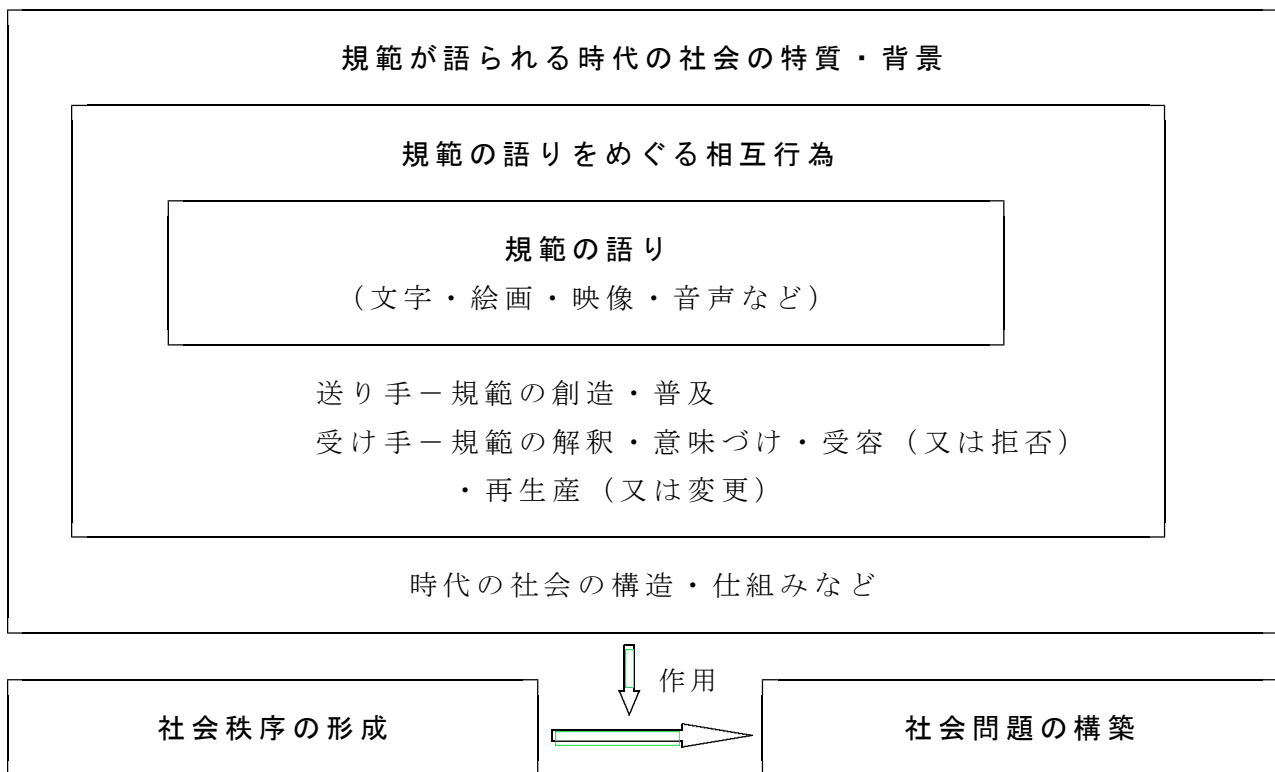 規範が語られる時代の社会の特質・背景
規範の語りをめぐる相互行為
規範の語り
（文字・絵画・映像・音声など）
送り手－規範の創造・普及
受け手－規範の解釈・意味づけ・受容（又は拒否）
・再生産（又は変更）
時代の社会の構造・仕組みなど
作用
社会秩序の形成
社会問題の構築